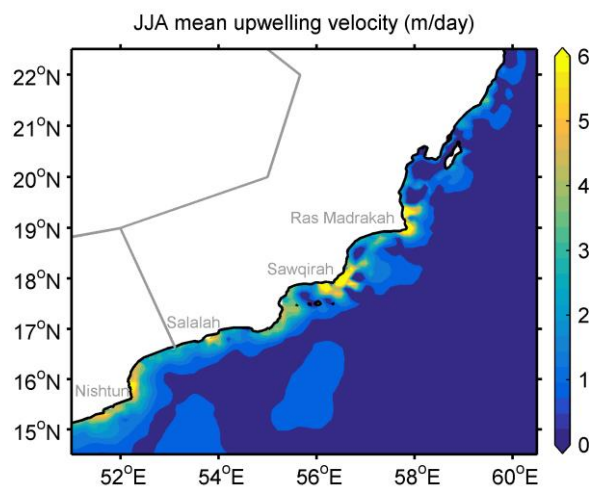 JJA mean upwelling velocity (m/day)
22°N
21°N
20°N
19°N
18°N
17°N
16°N
15°N
Ras Madrakah
Sawqirah
Salalah
Nishtun
52°E 54°E 56°E 58°E 60°E
6
5
4
3
2
1
0